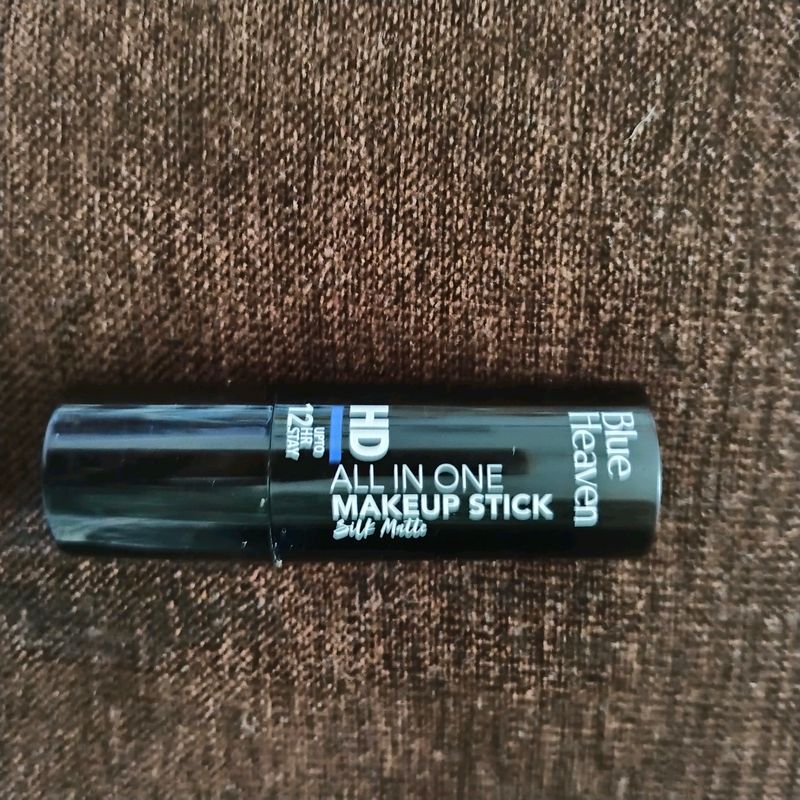 Blue
Heaven
HD
ALL IN ONE
MAKEUP STICK
Silk Matte
UPTO
12HR
STAY